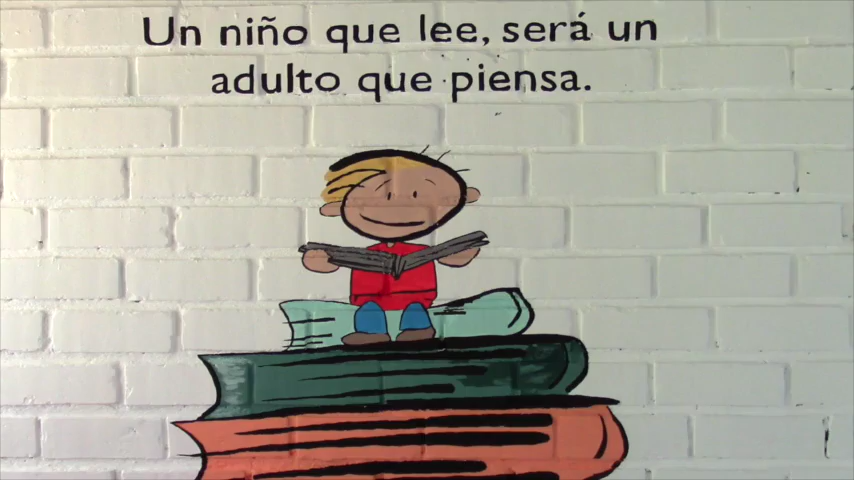 Un niño que lee, será un
adulto que piensa.